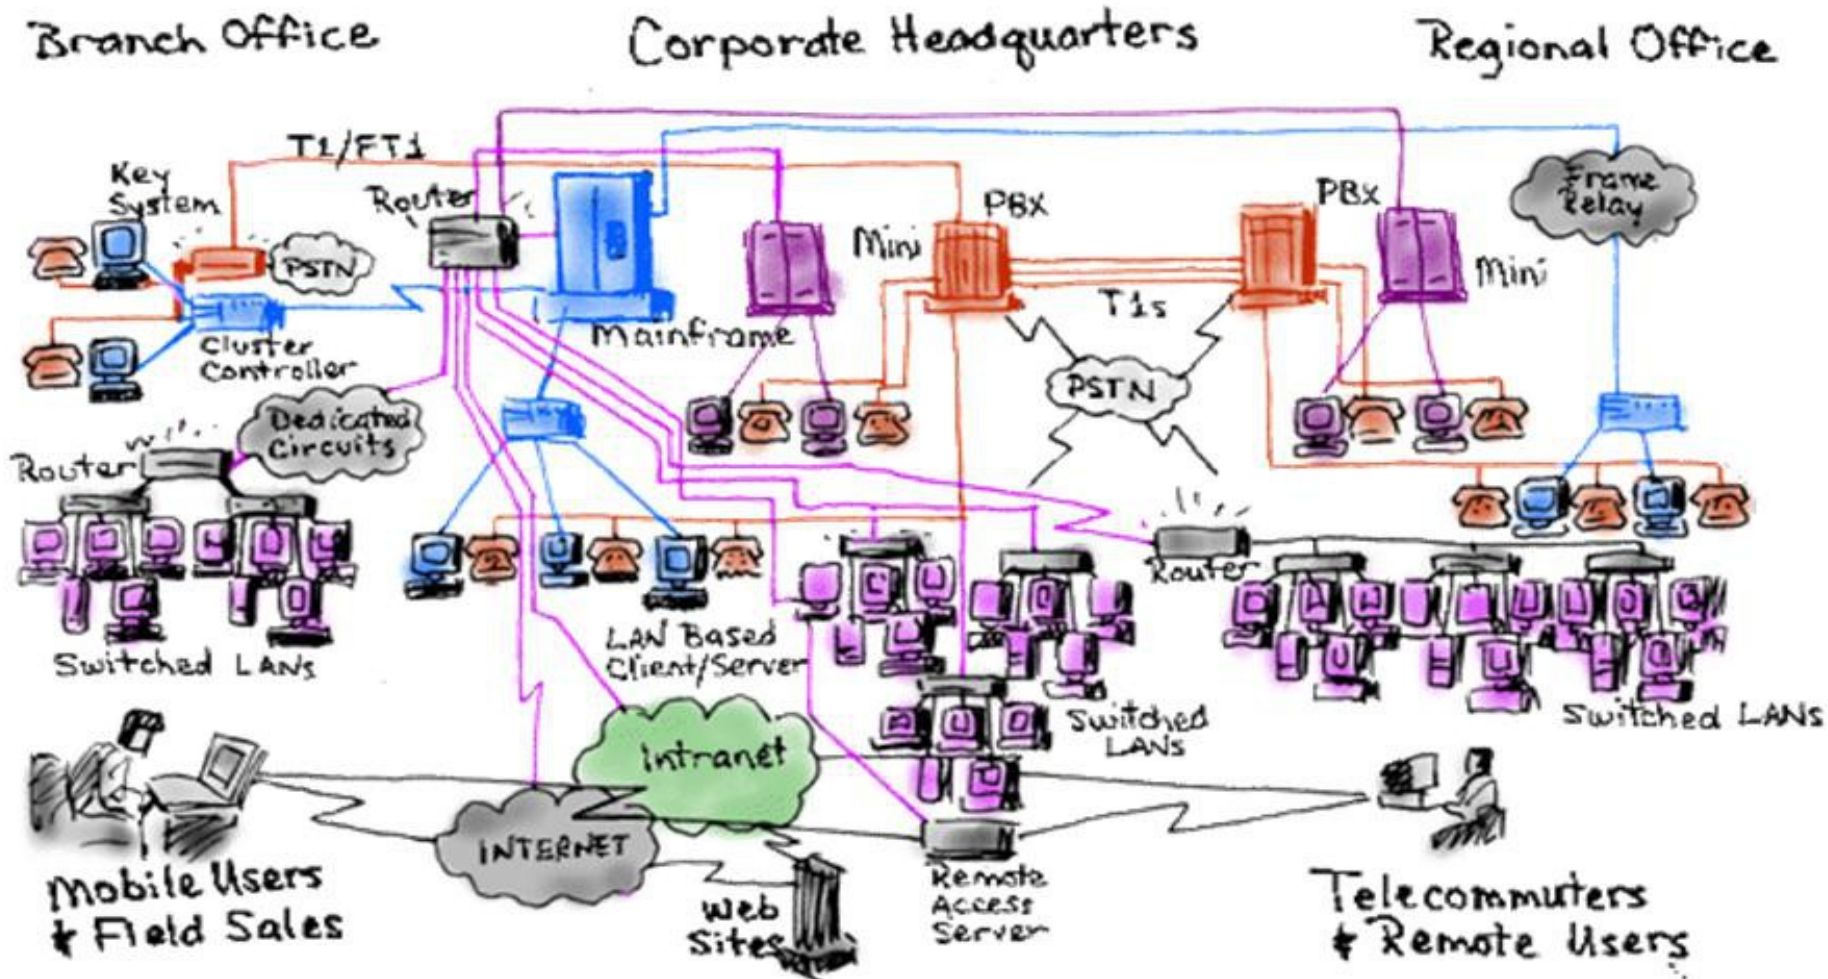 Branch Office
Corporate Headquarters
Regional Office
T1/FT1
Key
System
Router
PBX
PBX
Frame
Relay
PSTN
Mini
Mini
T1s
Mainframe
Cluster
Controller
PSTN
Dedicated
Circuits
Router
Router
LAN Based
Client/Server
Switched LANs
Switched
LANs
Switched LANs
Intranet
INTERNET
Mobile Users
& Field Sales
Web
Sites
Remote
Access
Server
Telecommuters
& Remote Users